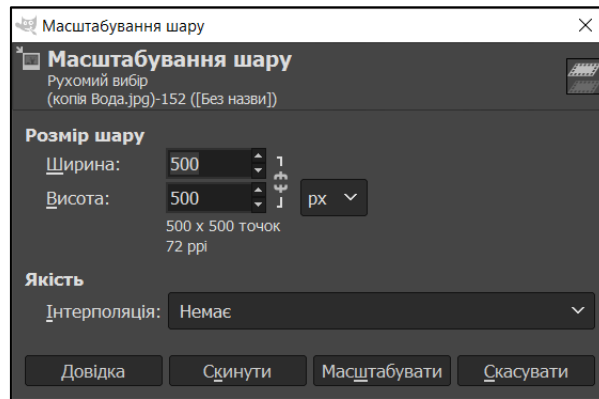 Масштабування шару
Масштабування шару
Рухомий вибір
(копія Вода.jpg)-152 ([Без назви])
Розмір шару
Ширина: 500
Висота: 500 px
500 x 500 точок
72 ppi
Якість
Інтерполяція: Немає
Довідка Скинути Масштабувати Скасувати